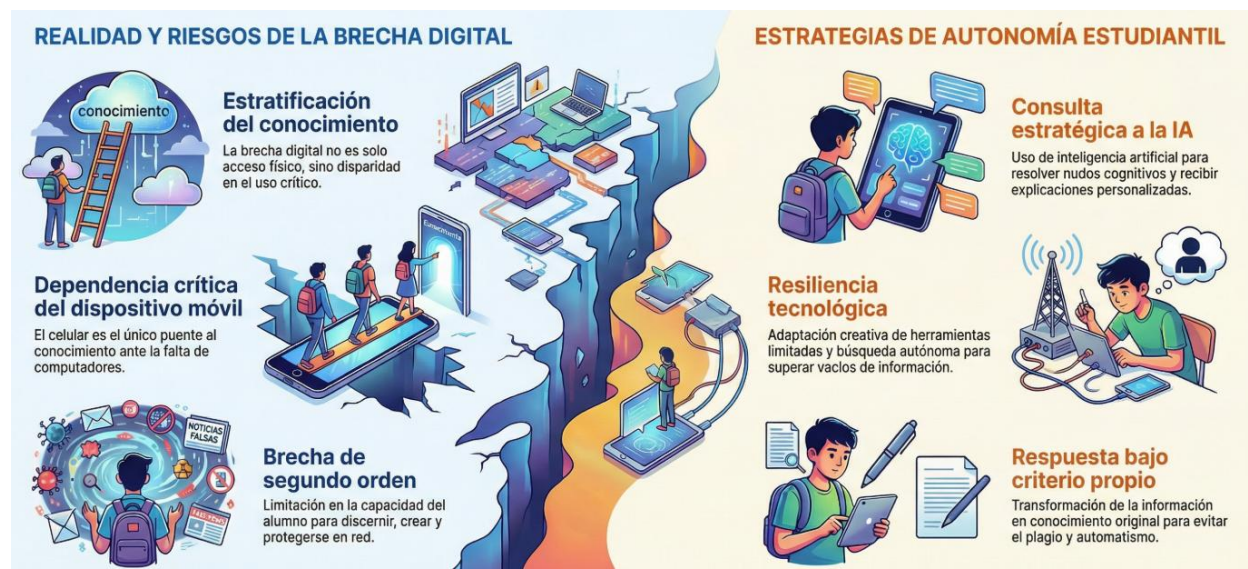 REALIDAD Y RIESGOS DE LA BRECHA DIGITAL
conocimiento
Estratificación
del conocimiento
La brecha digital no es solo
acceso físico, sino disparidad
en el uso crítico.
Dependencia crítica
del dispositivo móvil
El celular es el único puente al
conocimiento ante la falta de
computadores.
NOTICIAS
FALSAS
Brecha de
segundo orden
Limitación en la capacidad del
alumno para discernir, crear y
protegerse en red.
ESTRATEGIAS DE AUTONOMÍA ESTUDIANTIL
Consulta
estratégica a la IA
Uso de inteligencia artificial para
resolver nudos cognitivos y recibir
explicaciones personalizadas.
Resiliencia
tecnológica
Adaptación creativa de herramientas
limitadas y búsqueda autónoma para
superar vaclos de información.
Respuesta bajo
criterio propio
Transformación de la información
en conocimiento original para evitar
el plagio y automatismo.